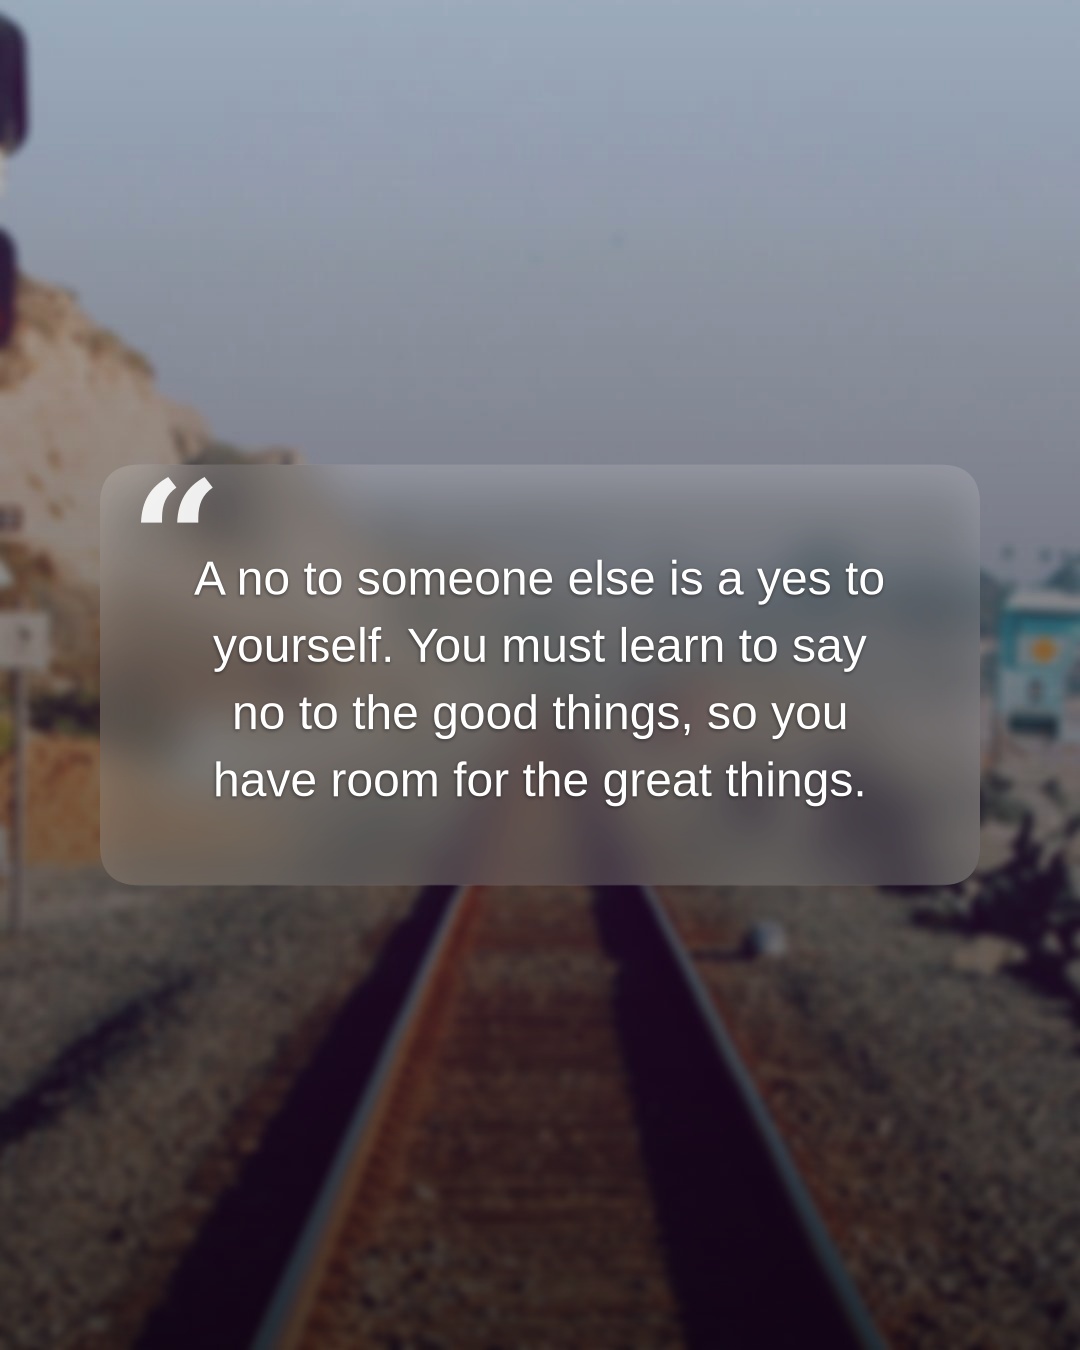 “
A no to someone else is a yes to
yourself. You must learn to say
no to the good things, so you
have room for the great things.